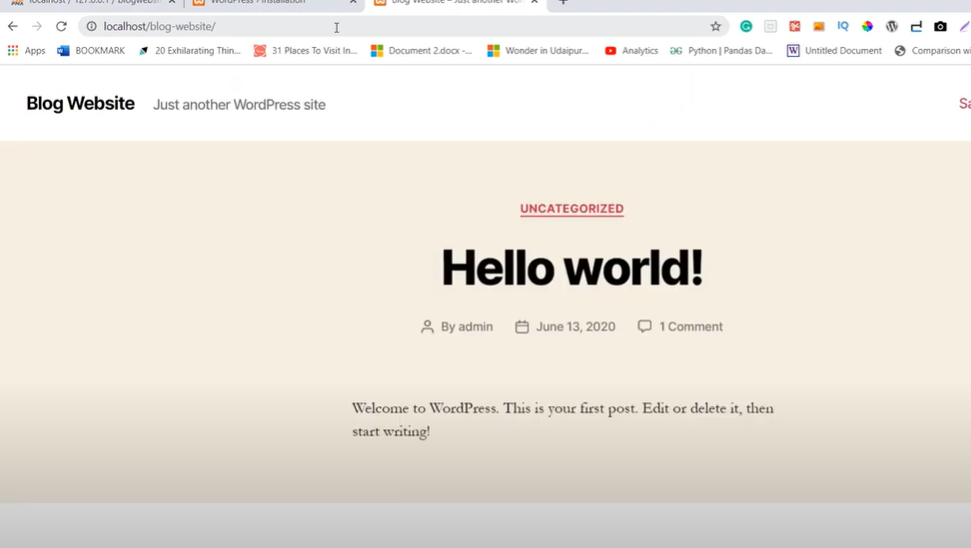 localhost / 127.0.0.1 / blogwebsi
WordPress › Installation
Blog Website – Just another Wor
localhost/blog-website/
IQ
Apps
BOOKMARK
20 Exhilarating Thin...
31 Places To Visit In...
Document 2.docx -...
Wonder in Udaipur...
Analytics
Python | Pandas Da...
Untitled Document
Comparison wi
Blog Website
Just another WordPress site
Sa
UNCATEGORIZED
Hello world!
By admin
June 13, 2020
1 Comment
Welcome to WordPress. This is your first post. Edit or delete it, then
start writing!